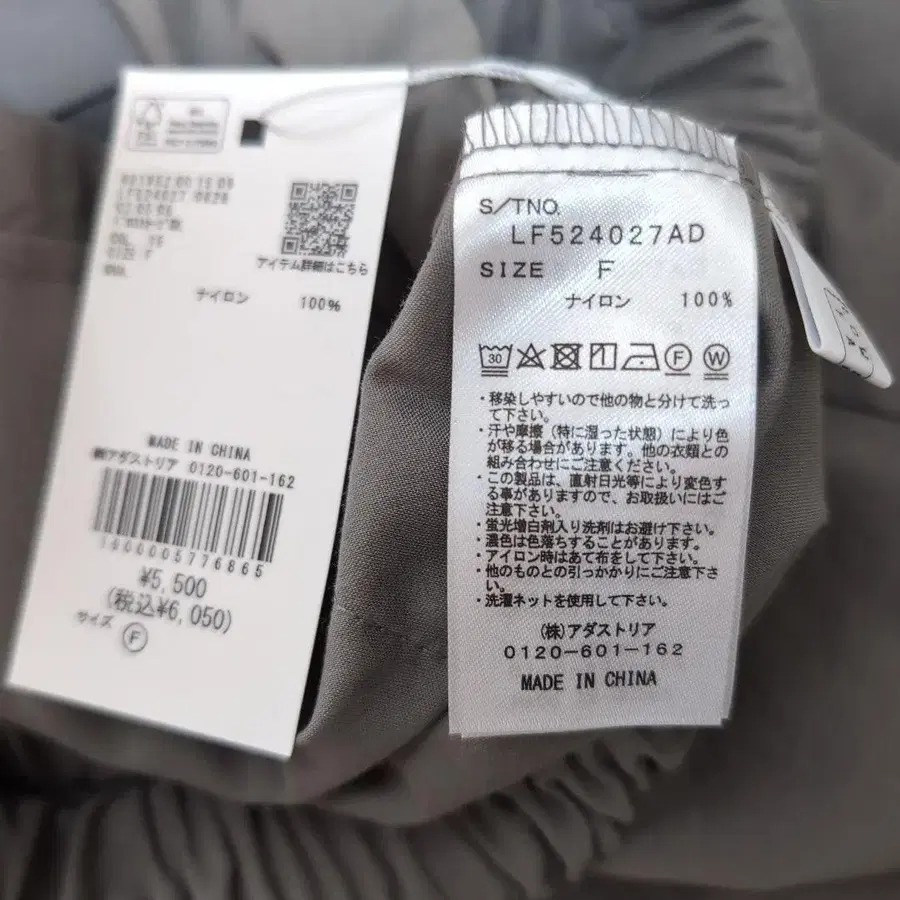 アイテム詳細はこちら
ナイロン 100%
MADE IN CHINA
㈱アダストリア 0120-601-162
1600005776865
¥5,500
(税込¥6,050)
サイズ F
S/TNO.
LF524027AD
SIZE F
ナイロン 100%
30 F W
・移染しやすいので他の物と分けて洗っ
て下さい。
・汗や摩擦（特に湿った状態）により色
が移る場合があります。他の衣類との
組み合わせにご注意ください。
・この製品は、直射日光等により変色す
る事がありますので、お取扱いにはご
注意下さい。
・蛍光増白剤入り洗剤はお避け下さい。
・濃色は色落ちすることがあります。
・アイロン時はあて布をして下さい。
・他のものとの引っかかりにご注意下さ
い。
・洗濯ネットを使用して下さい。
(株)アダストリア
0120-601-162
MADE IN CHINA